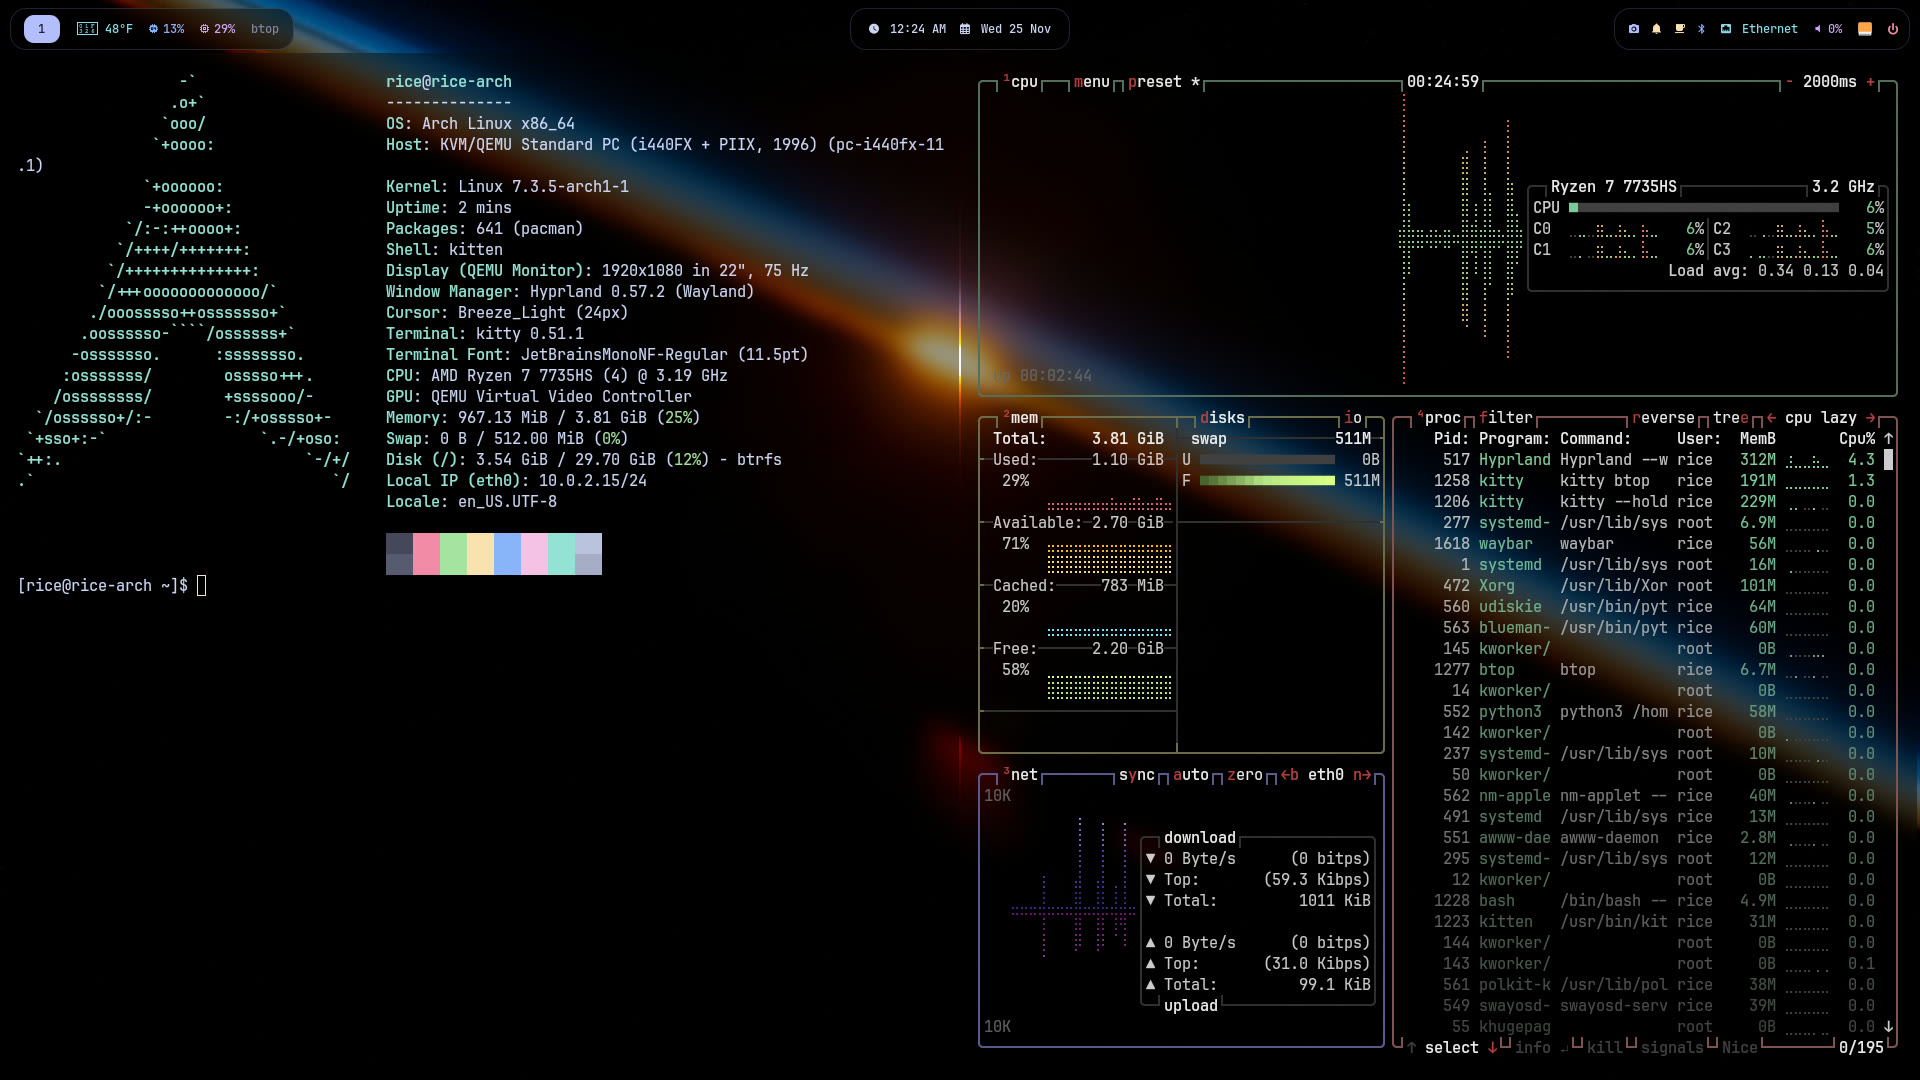 1 48°F 13% 29% btop
12:24 AM Wed 25 Nov
Ethernet 0%
rice@rice-arch
--------------
OS: Arch Linux x86_64
Host: KVM/QEMU Standard PC (i440FX + PIIX, 1996) (pc-i440fx-11
.1)
Kernel: Linux 7.3.5-arch1-1
Uptime: 2 mins
Packages: 641 (pacman)
Shell: kitten
Display (QEMU Monitor): 1920x1080 in 22", 75 Hz
Window Manager: Hyprland 0.57.2 (Wayland)
Cursor: Breeze_Light (24px)
Terminal: kitty 0.51.1
Terminal Font: JetBrainsMonoNF-Regular (11.5pt)
CPU: AMD Ryzen 7 7735HS (4) @ 3.19 GHz
GPU: QEMU Virtual Video Controller
Memory: 967.13 MiB / 3.81 GiB (25%)
Swap: 0 B / 512.00 MiB (0%)
Disk (/): 3.54 GiB / 29.70 GiB (12%) - btrfs
Local IP (eth0): 10.0.2.15/24
Locale: en_US.UTF-8
[rice@rice-arch ~]$
1cpu menu preset * 00:24:59 - 2000ms +
Ryzen 7 7735HS 3.2 GHz
CPU 6%
C0 6% C2 5%
C1 6% C3 6%
Load avg: 0.34 0.13 0.04
up 00:02:44
2mem disks io
Total: 3.81 GiB swap 511M
Used: 1.10 GiB U 0B
29% F 511M
Available: 2.70 GiB
71%
Cached: 783 MiB
20%
Free: 2.20 GiB
58%
3net sync auto zero ←b eth0 n→
10K
download
▼ 0 Byte/s (0 bitps)
▼ Top: (59.3 Kibps)
▼ Total: 1011 KiB
▲ 0 Byte/s (0 bitps)
▲ Top: (31.0 Kibps)
▲ Total: 99.1 KiB
upload
10K
4proc filter reverse tree ← cpu lazy →
Pid: Program: Command: User: MemB Cpu% ↑
517 Hyprland Hyprland --w rice 312M 4.3
1258 kitty kitty btop rice 191M 1.3
1206 kitty kitty --hold rice 229M 0.0
277 systemd- /usr/lib/sys root 6.9M 0.0
1618 waybar waybar rice 56M 0.0
1 systemd /usr/lib/sys root 16M 0.0
472 Xorg /usr/lib/Xor root 101M 0.0
560 udiskie /usr/bin/pyt rice 64M 0.0
563 blueman- /usr/bin/pyt rice 60M 0.0
145 kworker/ root 0B 0.0
1277 btop btop rice 6.7M 0.0
14 kworker/ root 0B 0.0
552 python3 python3 /hom rice 58M 0.0
142 kworker/ root 0B 0.0
237 systemd- /usr/lib/sys root 10M 0.0
50 kworker/ root 0B 0.0
562 nm-apple nm-applet -- rice 40M 0.0
491 systemd /usr/lib/sys rice 13M 0.0
551 awww-dae awww-daemon rice 2.8M 0.0
295 systemd- /usr/lib/sys root 12M 0.0
12 kworker/ root 0B 0.0
1228 bash /bin/bash -- rice 4.9M 0.0
1223 kitten /usr/bin/kit rice 31M 0.0
144 kworker/ root 0B 0.0
143 kworker/ root 0B 0.1
561 polkit-k /usr/lib/pol rice 38M 0.0
549 swayosd- swayosd-serv rice 39M 0.0
55 khugepag root 0B 0.0 ↓
↑ select ↓ info ↵ kill signals Nice 0/195